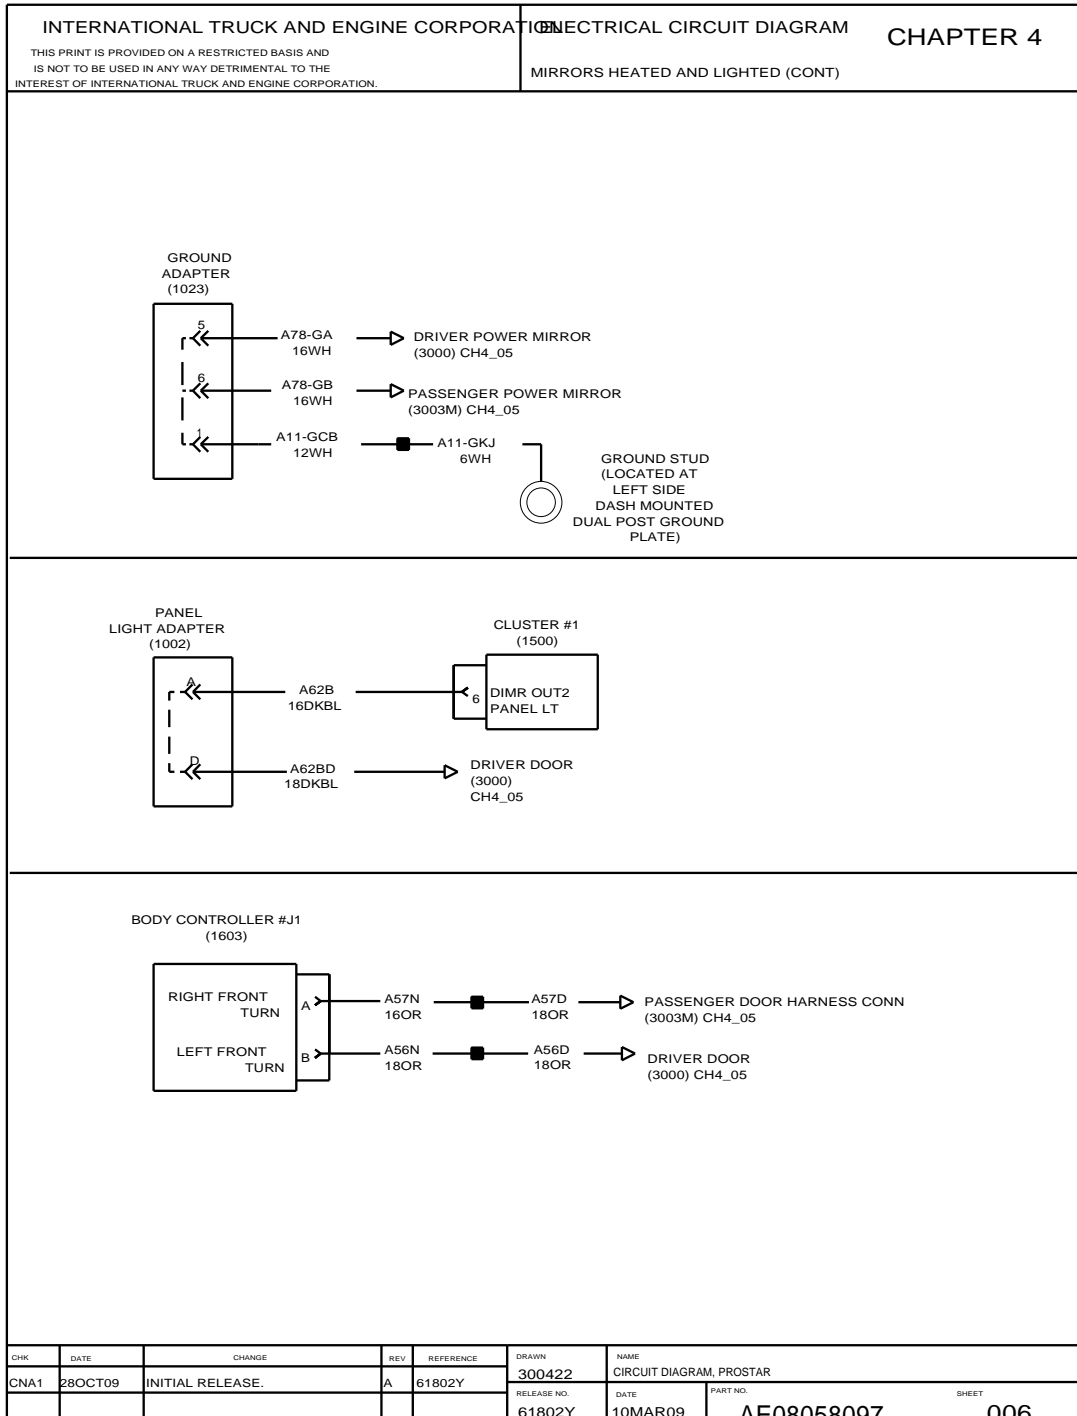 INTERNATIONAL TRUCK AND ENGINE CORPORATION
THIS PRINT IS PROVIDED ON A RESTRICTED BASIS AND
IS NOT TO BE USED IN ANY WAY DETRIMENTAL TO THE
INTEREST OF INTERNATIONAL TRUCK AND ENGINE CORPORATION.
ELECTRICAL CIRCUIT DIAGRAM
MIRRORS HEATED AND LIGHTED (CONT)
CHAPTER 4
GROUND
ADAPTER
(1023)
5
A78-GA
16WH
DRIVER POWER MIRROR
(3000) CH4_05
6
A78-GB
16WH
PASSENGER POWER MIRROR
(3003M) CH4_05
1
A11-GCB
12WH
A11-GKJ
6WH
GROUND STUD
(LOCATED AT
LEFT SIDE
DASH MOUNTED
DUAL POST GROUND
PLATE)
PANEL
LIGHT ADAPTER
(1002)
A
A62B
16DKBL
CLUSTER #1
(1500)
6
DIMR OUT2
PANEL LT
D
A62BD
18DKBL
DRIVER DOOR
(3000)
CH4_05
BODY CONTROLLER #J1
(1603)
RIGHT FRONT
TURN
A
A57N
16OR
A57D
18OR
PASSENGER DOOR HARNESS CONN
(3003M) CH4_05
LEFT FRONT
TURN
B
A56N
18OR
A56D
18OR
DRIVER DOOR
(3000) CH4_05
CHK DATE CHANGE REV REFERENCE
CNA1 28OCT09 INITIAL RELEASE. A 61802Y
DRAWN
300422
NAME
CIRCUIT DIAGRAM, PROSTAR
RELEASE NO.
61802Y
DATE
10MAR09
PART NO.
AE08058097
SHEET
006